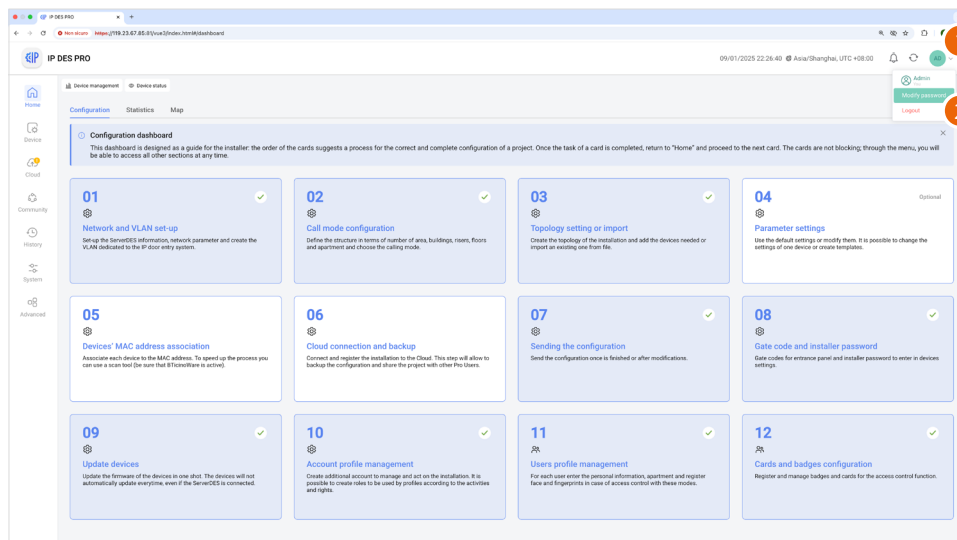 IP DES PRO
Non sicuro https://119.23.67.85:81/vue3/index.html#/dashboard
IP DES PRO
09/01/2025 22:26:40 Asia/Shanghai, UTC +08:00
AD
Admin
Modify password
Logout
Device management
Device status
Home
Device
Cloud
Community
History
System
Advanced
Configuration
Statistics
Map
Configuration dashboard
This dashboard is designed as a guide for the installer: the order of the cards suggests a process for the correct and complete configuration of a project. Once the task of a card is completed, return to "Home" and proceed to the next card. The cards are not blocking; through the menu, you will
be able to access all other sections at any time.
01
Network and VLAN set-up
Set-up the ServerDES information, network parameter and create the
VLAN dedicated to the IP door entry system.
02
Call mode configuration
Define the structure in terms of number of area, buildings, risers, floors
and apartment and choose the calling mode.
03
Topology setting or import
Create the topology of the installation and add the devices needed or
import an existing one from file.
04
Optional
Parameter settings
Use the default settings or modify them. It is possible to change the
settings of one device or create templates.
05
Devices' MAC address association
Associate each device to the MAC address. To speed up the process you
can use a scan tool (be sure that BTicinoWare is active).
06
Cloud connection and backup
Connect and register the installation to the Cloud. This step will allow to
backup the configuration and share the project with other Pro Users.
07
Sending the configuration
Send the configuration once is finished or after modifications.
08
Gate code and installer password
Gate codes for entrance panel and installer password to enter in devices
settings.
09
Update devices
Update the firmware of the devices in one shot. The devices will not
automatically update everytime, even if the ServerDES is connected.
10
Account profile management
Create additional account to manage and act on the installation. It is
possible to create roles to be used by profiles according to the activities
and rights.
11
Users profile management
For each user enter the personal information, apartment and register
face and fingerprints in case of access control with these modes.
12
Cards and badges configuration
Register and manage badges and cards for the access control function.